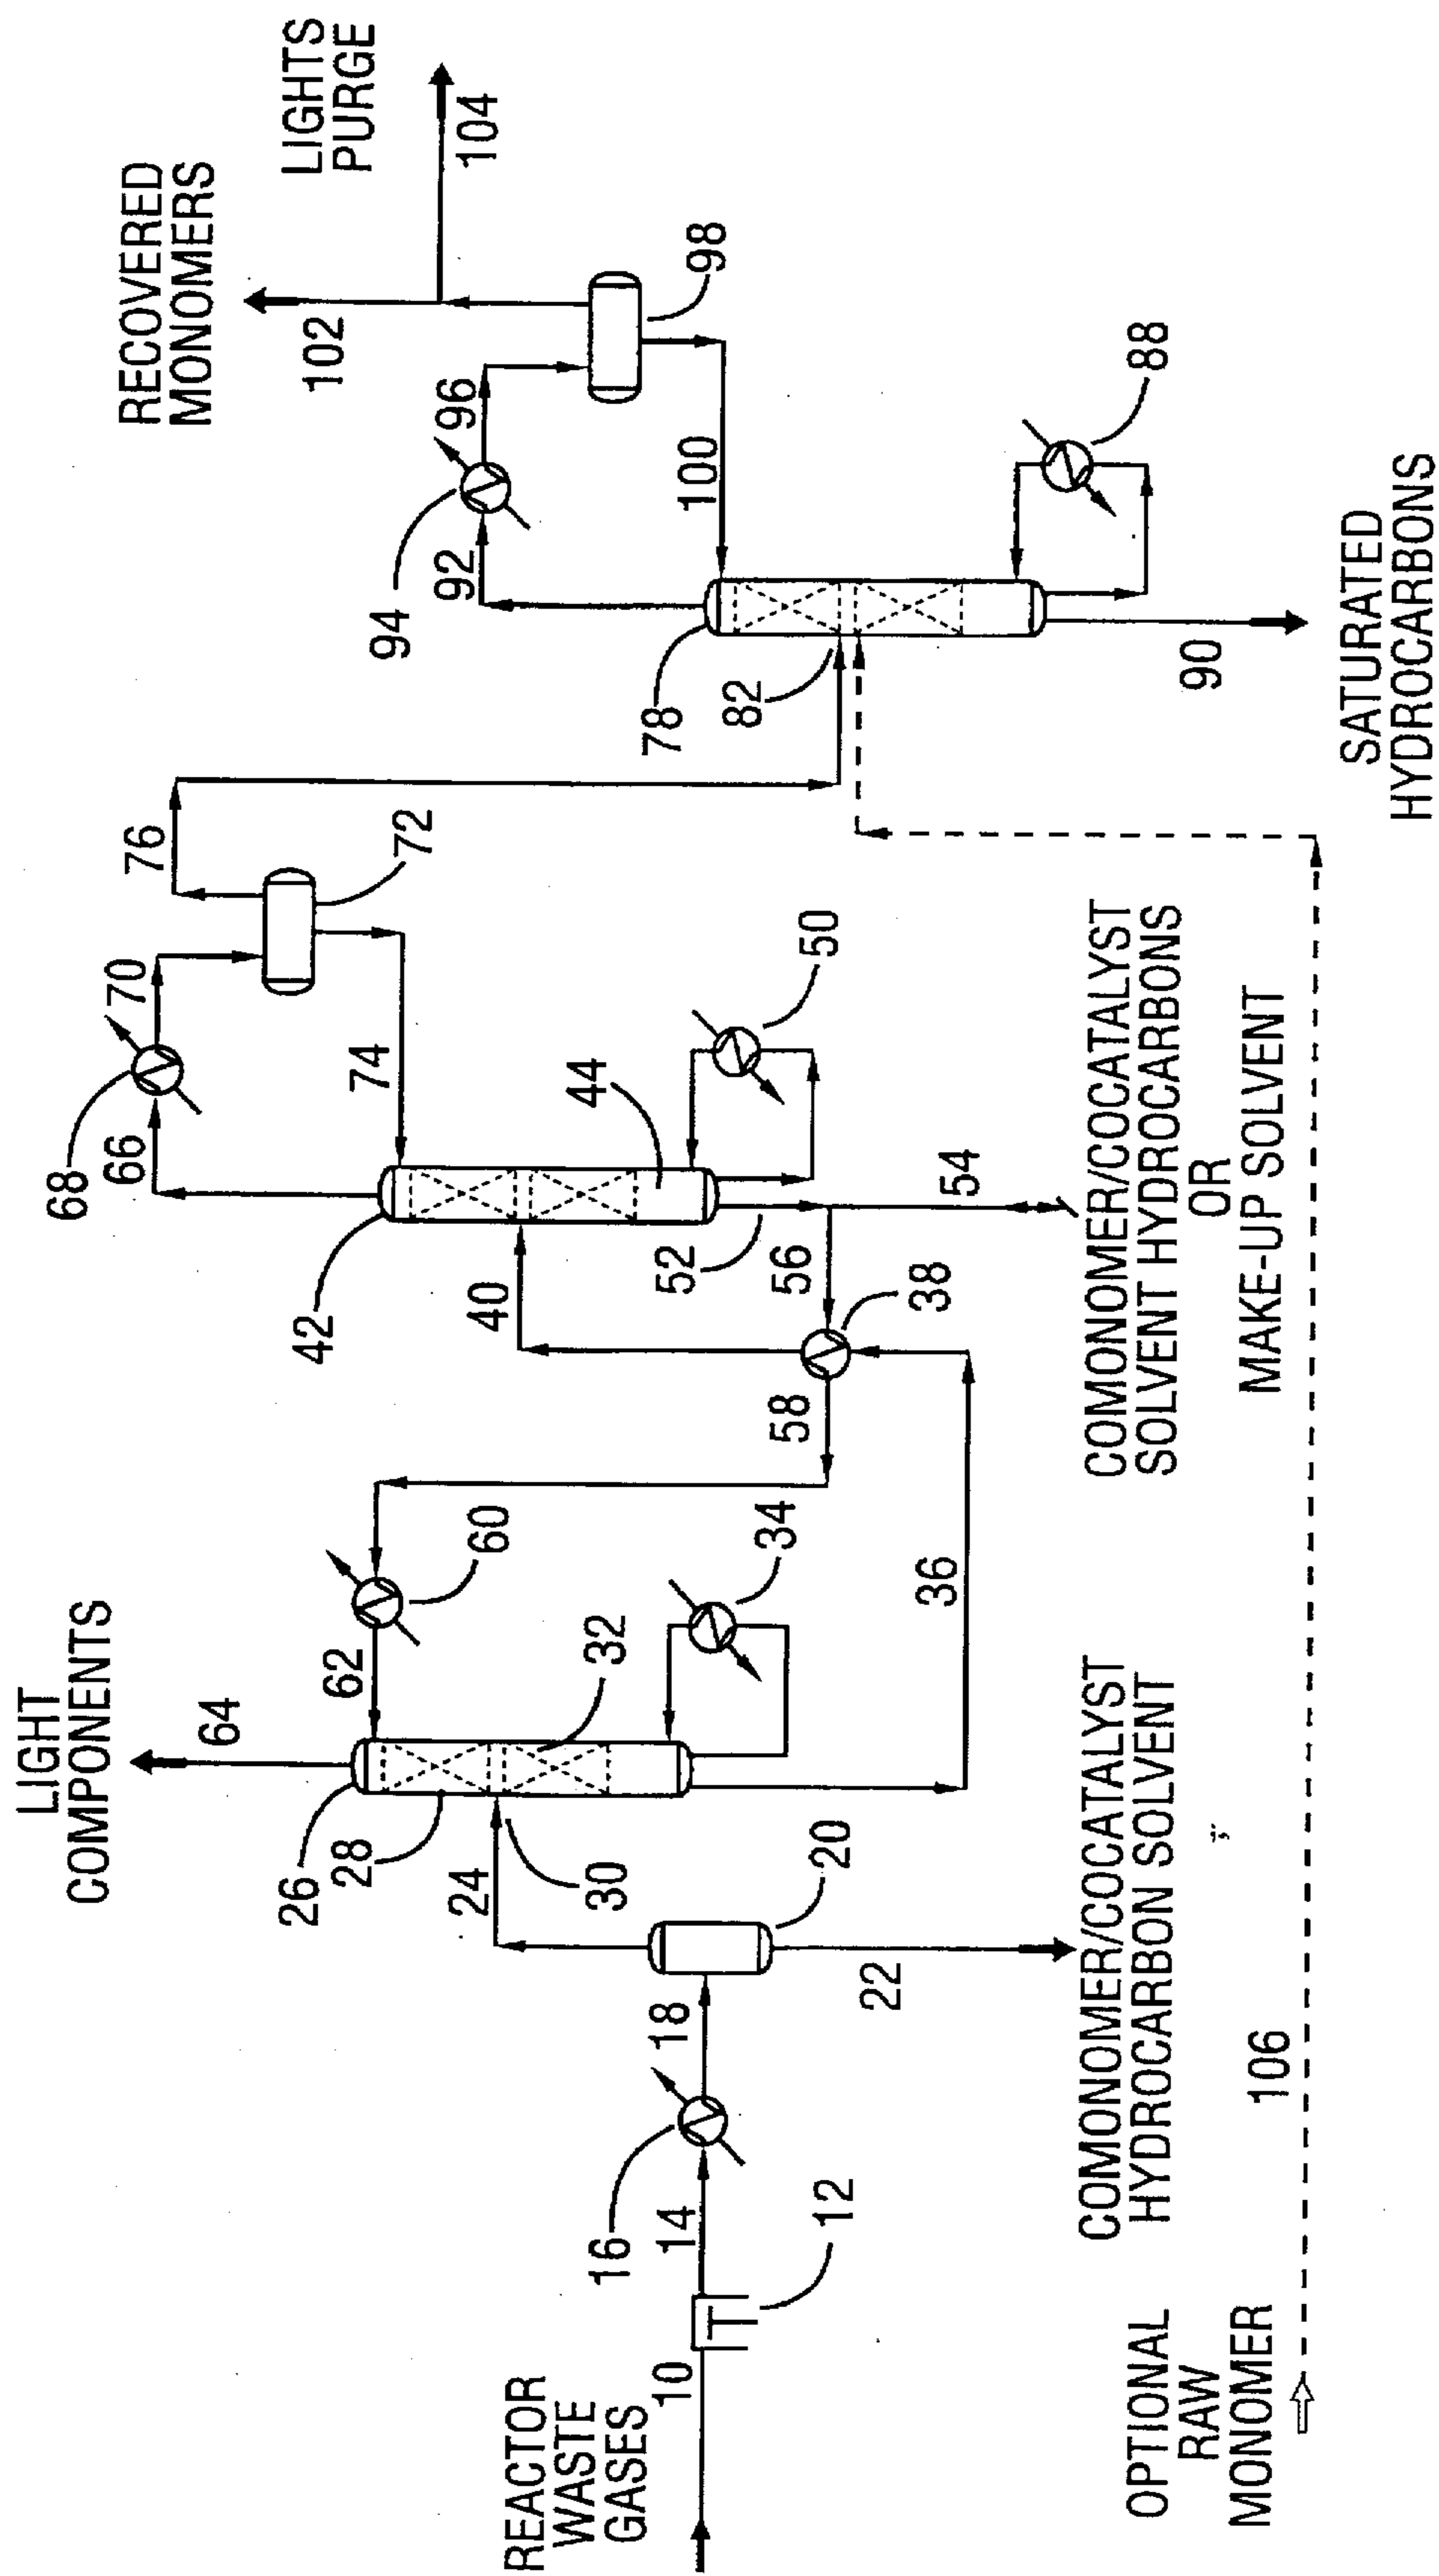 REACTOR
WASTE
GASES
10
12
14
16
18
20
22
COMONOMER/COCATALYST
HYDROCARBON SOLVENT
24
26
28
30
32
34
LIGHT
COMPONENTS
64
62
60
36
58
38
56
40
42
52
54
COMONOMER/COCATALYST
SOLVENT HYDROCARBONS
OR
MAKE-UP SOLVENT
44
50
66
68
70
74
72
76
78
82
92
94
96
100
98
88
90
SATURATED
HYDROCARBONS
RECOVERED
MONOMERS
102
LIGHTS
PURGE
104
OPTIONAL
RAW
MONOMER
106